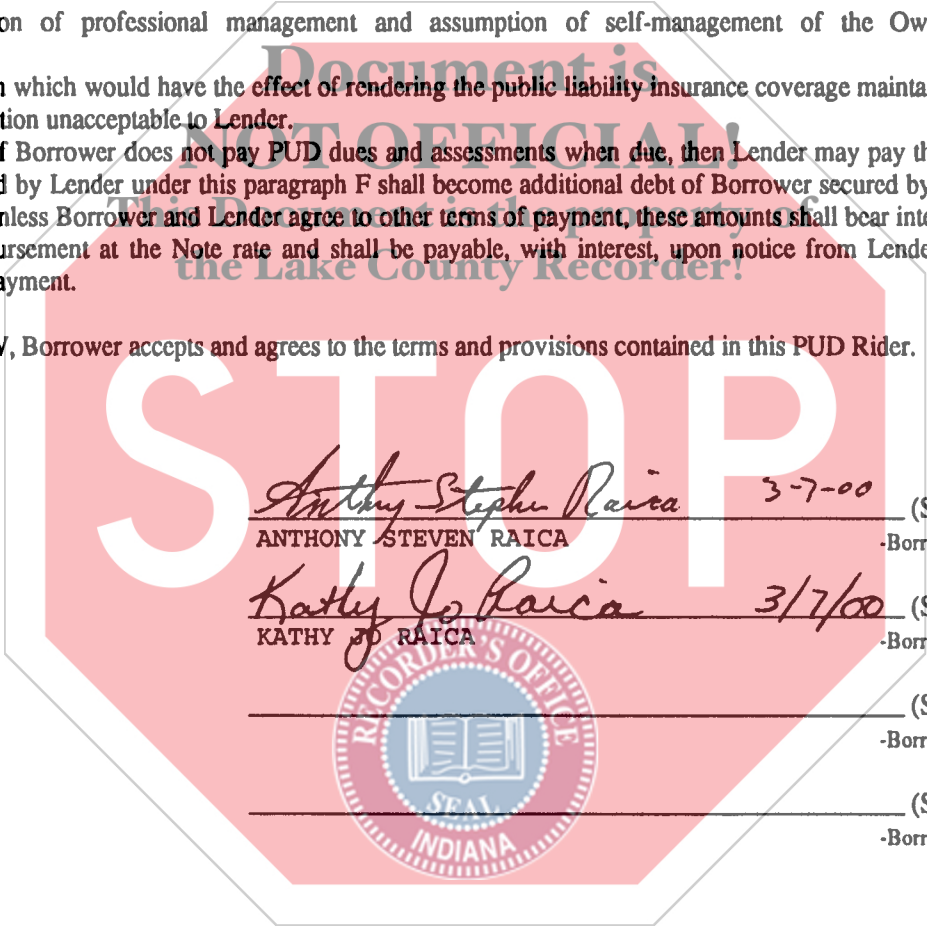 on of professional management and assumption of self-management of the Ow
Document is
n which would have the effect of rendering the public liability insurance coverage mainta
tion unacceptable to Lender.
NOT OFFICIAL!
f Borrower does not pay PUD dues and assessments when due, then Lender may pay th
d by Lender under this paragraph F shall become additional debt of Borrower secured by
This Document is the property of
nless Borrower and Lender agree to other terms of payment, these amounts shall bear inte
ursement at the Note rate and shall be payable, with interest, upon notice from Lende
the Lake County Recorder!
ayment.
, Borrower accepts and agrees to the terms and provisions contained in this PUD Rider.
STOP
Anthony Stephen Raica 3-7-00 (S
ANTHONY STEVEN RAICA -Borr
Kathy Jo Raica 3/7/00 (S
KATHY JO RAICA -Borr
RECORDER'S OFFICE
(S
-Borr
SEAL
(S
INDIANA
-Borr